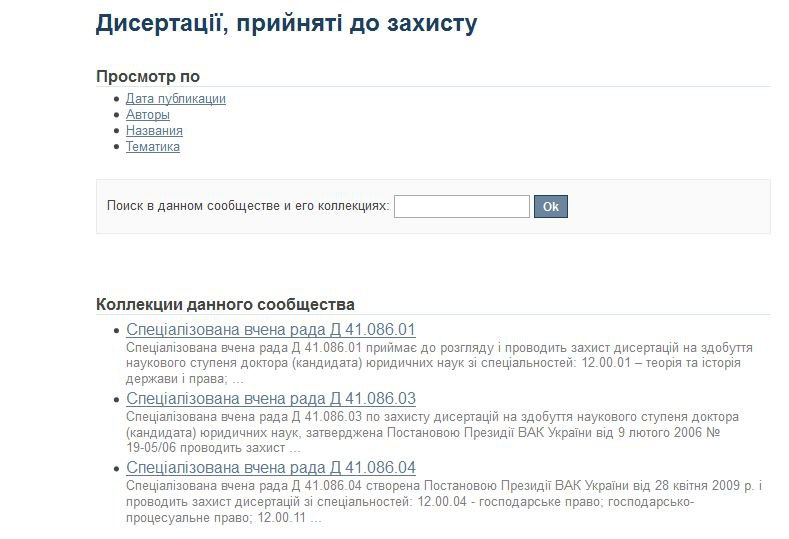 Дисертації, прийняті до захисту
Просмотр по
Дата публикации
Авторы
Названия
Тематика
Поиск в данном сообществе и его коллекциях:
Ok
Коллекции данного сообщества
Спеціалізована вчена рада Д 41.086.01
Спеціалізована вчена рада Д 41.086.01 приймає до розгляду і проводить захист дисертацій на здобуття
наукового ступеня доктора (кандидата) юридичних наук зі спеціальностей: 12.00.01 – теорія та історія
держави і права; ...
Спеціалізована вчена рада Д 41.086.03
Спеціалізована вчена рада Д 41.086.03 по захисту дисертацій на здобуття наукового ступеня доктора
(кандидата) юридичних наук, затверджена Постановою Президії ВАК України від 9 лютого 2006 №
19-05/06 проводить захист ...
Спеціалізована вчена рада Д 41.086.04
Спеціалізована вчена рада Д 41.086.04 створена Постановою Президії ВАК України від 28 квітня 2009 р. і
проводить захист дисертацій зі спеціальностей: 12.00.04 - господарське право; господарсько-
процесуальне право; 12.00.11 ...